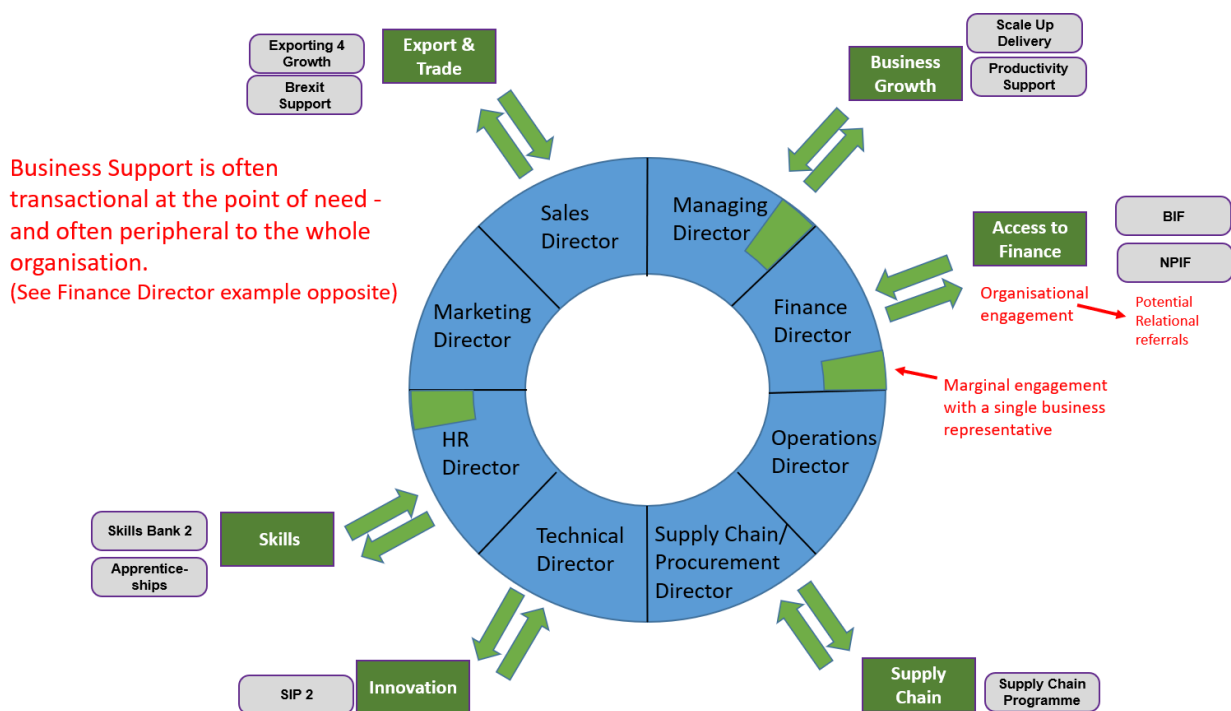 Exporting 4
Growth
Brexit
Support
Export &
Trade
Scale Up
Delivery
Business
Growth
Productivity
Support
Business Support is often
transactional at the point of need -
and often peripheral to the whole
organisation.
(See Finance Director example opposite)
Sales
Director
Managing
Director
Access to
Finance
BIF
NPIF
Organisational
engagement
Potential
Relational
referrals
Marketing
Director
Finance
Director
Marginal engagement
with a single business
representative
HR
Director
Operations
Director
Technical
Director
Supply Chain/
Procurement
Director
Skills Bank 2
Apprentice-
ships
Skills
SIP 2
Innovation
Supply
Chain
Supply Chain
Programme